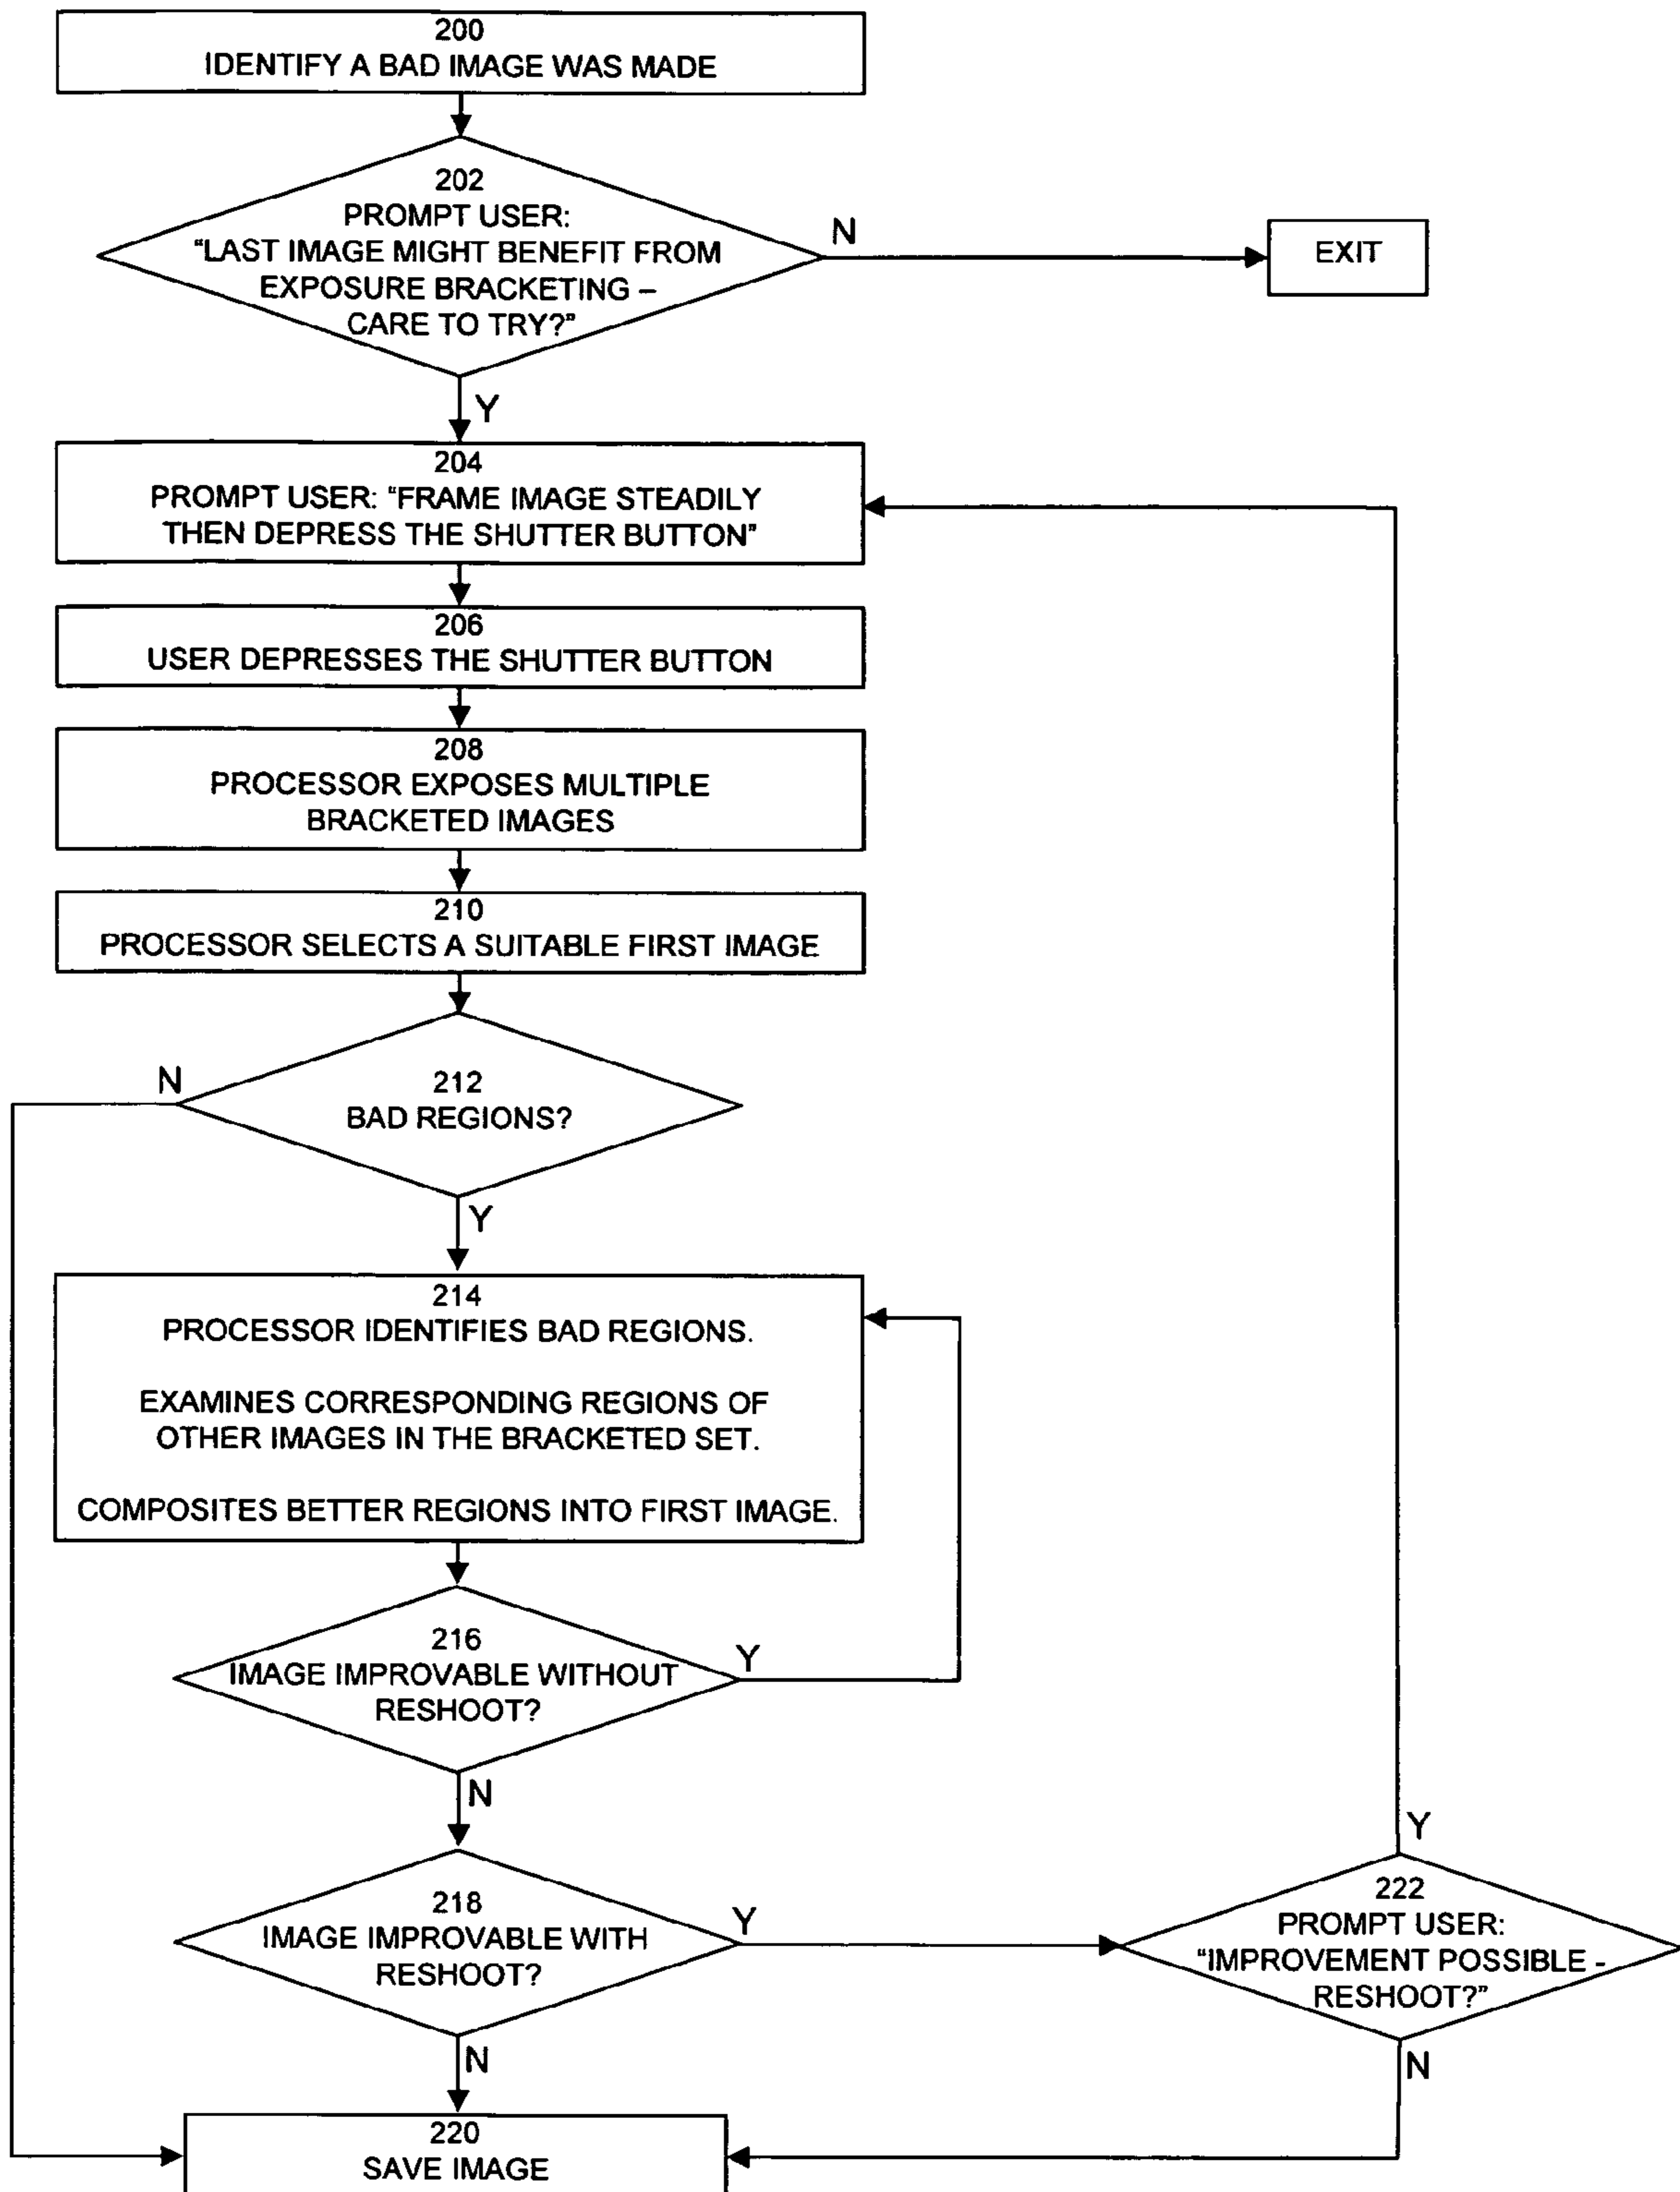 200
IDENTIFY A BAD IMAGE WAS MADE
202
PROMPT USER:
"LAST IMAGE MIGHT BENEFIT FROM
EXPOSURE BRACKETING –
CARE TO TRY?"
N
EXIT
Y
204
PROMPT USER: "FRAME IMAGE STEADILY
THEN DEPRESS THE SHUTTER BUTTON"
206
USER DEPRESSES THE SHUTTER BUTTON
208
PROCESSOR EXPOSES MULTIPLE
BRACKETED IMAGES
210
PROCESSOR SELECTS A SUITABLE FIRST IMAGE
N
212
BAD REGIONS?
Y
214
PROCESSOR IDENTIFIES BAD REGIONS.
EXAMINES CORRESPONDING REGIONS OF
OTHER IMAGES IN THE BRACKETED SET.
COMPOSITES BETTER REGIONS INTO FIRST IMAGE.
216
IMAGE IMPROVABLE WITHOUT
RESHOOT?
Y
N
218
IMAGE IMPROVABLE WITH
RESHOOT?
Y
Y
222
PROMPT USER:
"IMPROVEMENT POSSIBLE -
RESHOOT?"
N
N
220
SAVE IMAGE